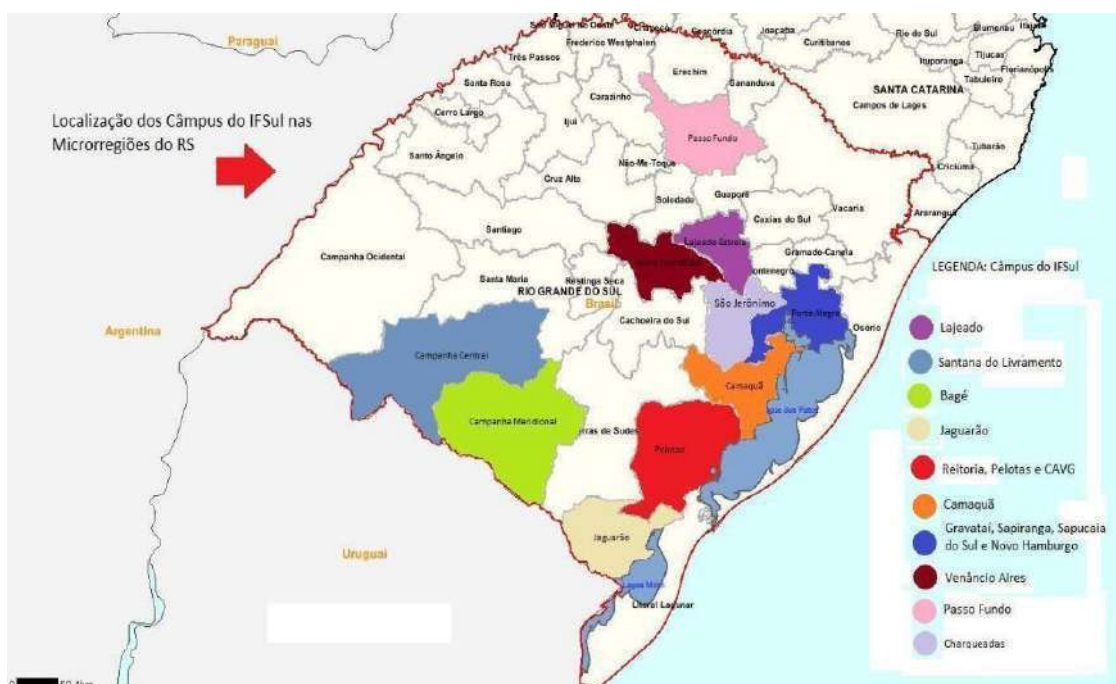 Paraguai
Frederico Westphalen
Concórdia
Joaçaba
Curitibanos
Rio do Sul
Blumenau
Ituporanga
Tijucas
Tabuleiro
Florianópolis
Três Passos
Erechim
Sananduva
SANTA CATARINA
Campos de Lages
Santa Rosa
Carazinho
Cerro Largo
Ijui
Passo Fundo
Tubarão
Criciúma
Localização dos Câmpus do IFSul nas
Microrregiões do RS
Santo Ângelo
Não-Me-Toque
Cruz Alta
Soledade
Guaporé
Vacaria
Caxias do Sul
Araranguá
Santiago
Lajeado-Estrela
Campanha Ocidental
Gramado-Canela
Santa Maria
Restinga Seca
RIO GRANDE DO SUL
Brasil
São Jerônimo
Porto Alegre
Osório
Cachoeira do Sul
Argentina
Campanha Central
Camaquã
Campanha Meridional
Pelotas
Jaguarão
Uruguai
Litoral Lagunar
LEGENDA: Câmpus do IFSul
Lajeado
Santana do Livramento
Bagé
Jaguarão
Reitoria, Pelotas e CAVG
Camaquã
Gravataí, Sapiranga, Sapucaia
do Sul e Novo Hamburgo
Venâncio Aires
Passo Fundo
Charqueadas